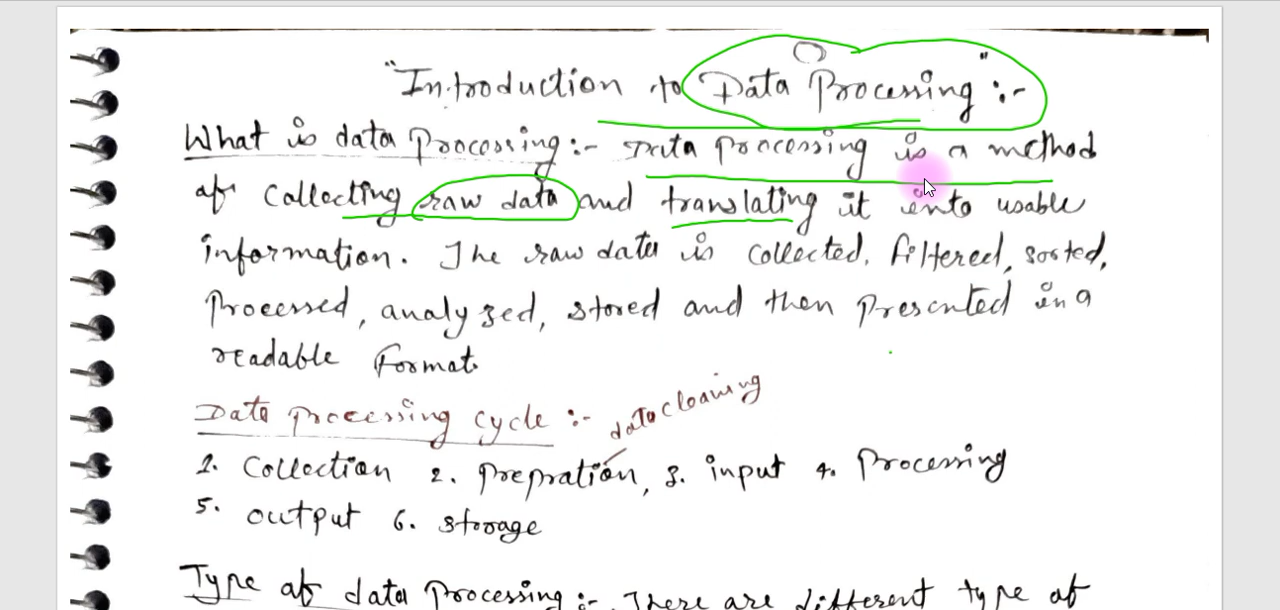 "Introduction to Data Processing":-
What is data Processing:- Data processing is a method
of collecting raw data and translating it into usable
information. The raw data is collected, filtered, sorted,
Processed, analyzed, stored and then presented in a
readable format.
Data processing cycle:-
data cleaning
1. Collection 2. Prepration, 3. input 4. Processing
5. output 6. storage
Type of data Processing:- There are different type of